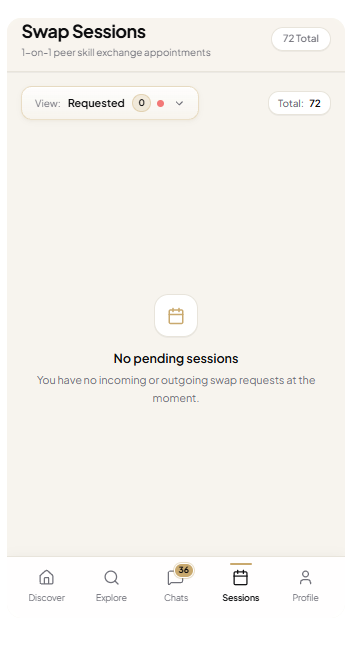 Swap Sessions
72 Total
1-on-1 peer skill exchange appointments
View: Requested 0
Total: 72
No pending sessions
You have no incoming or outgoing swap requests at the
moment.
36
Discover Explore Chats Sessions Profile